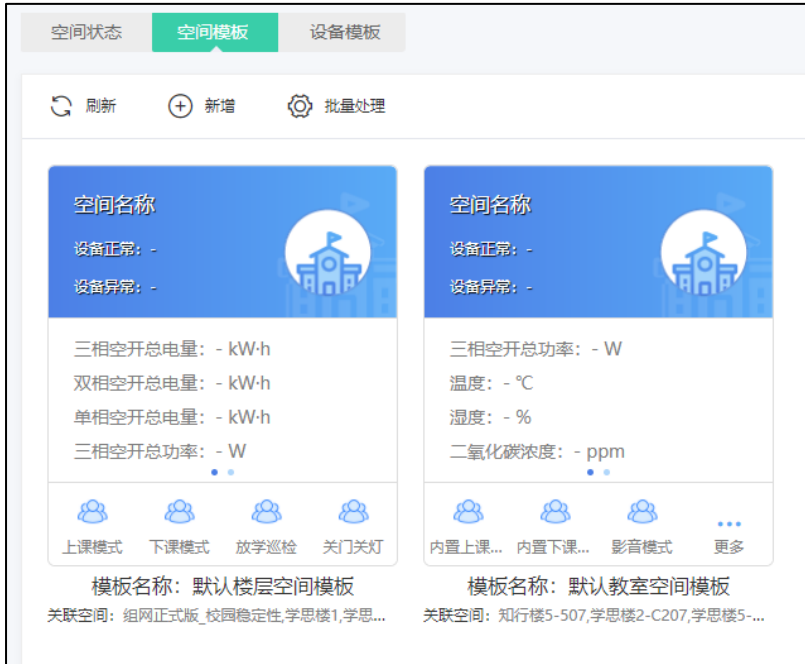 空间状态 空间模板 设备模板
刷新 新增 批量处理
空间名称
设备正常：-
设备异常：-
三相空开总电量：- kW·h
双相空开总电量：- kW·h
单相空开总电量：- kW·h
三相空开总功率：- W
上课模式 下课模式 放学巡检 关门关灯
模板名称：默认楼层空间模板
关联空间：组网正式版_校园稳定性,学思楼1,学思...
空间名称
设备正常：-
设备异常：-
三相空开总功率：- W
温度：- ℃
湿度：- %
二氧化碳浓度：- ppm
内置上课... 内置下课... 影音模式 更多
模板名称：默认教室空间模板
关联空间：知行楼5-507,学思楼2-C207,学思楼5-...